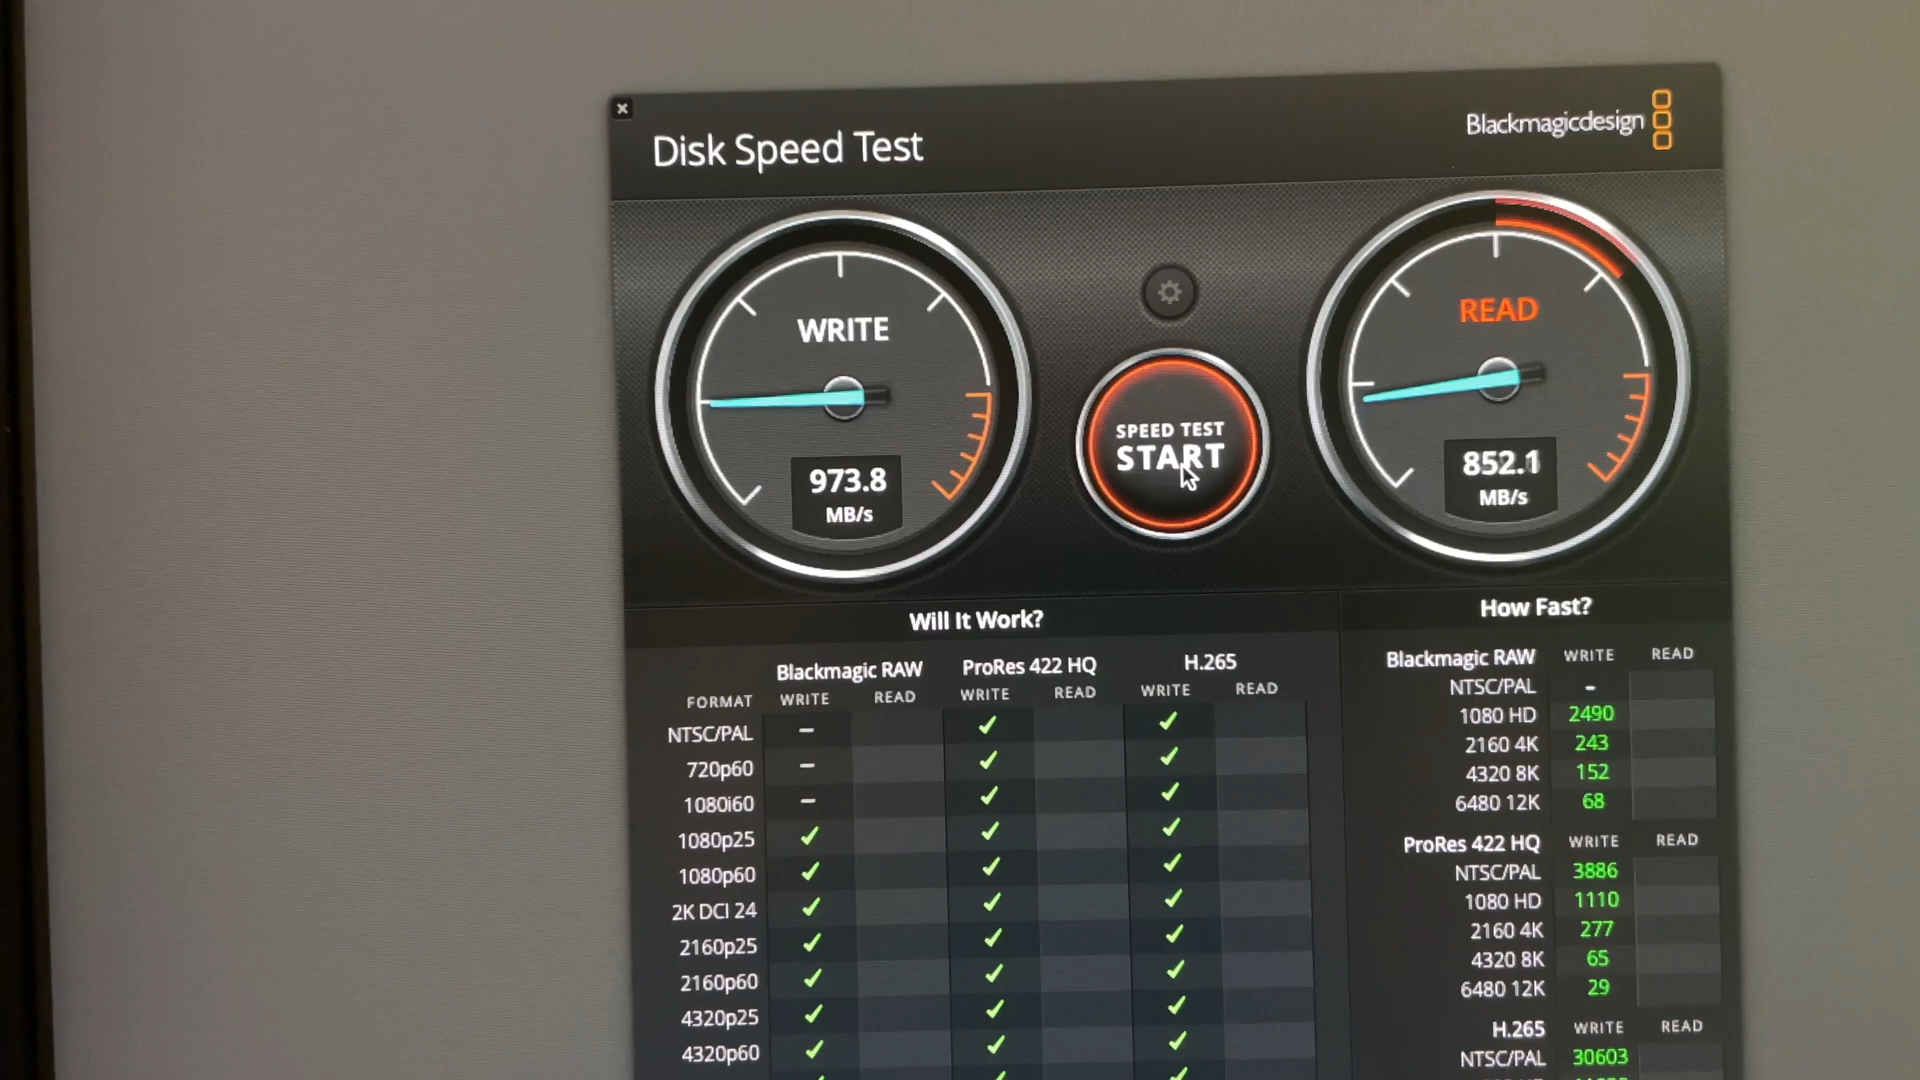 Disk Speed Test
Blackmagicdesign
WRITE
973.8
MB/s
SPEED TEST
START
READ
852.1
MB/s
Will It Work?
Blackmagic RAW ProRes 422 HQ H.265
FORMAT WRITE READ WRITE READ WRITE READ
NTSC/PAL – ✓ ✓
720p60 – ✓ ✓
1080i60 – ✓ ✓
1080p25 ✓ ✓ ✓
1080p60 ✓ ✓ ✓
2K DCI 24 ✓ ✓ ✓
2160p25 ✓ ✓ ✓
2160p60 ✓ ✓ ✓
4320p25 ✓ ✓ ✓
4320p60 ✓ ✓ ✓
How Fast?
Blackmagic RAW WRITE READ
NTSC/PAL -
1080 HD 2490
2160 4K 243
4320 8K 152
6480 12K 68
ProRes 422 HQ WRITE READ
NTSC/PAL 3886
1080 HD 1110
2160 4K 277
4320 8K 65
6480 12K 29
H.265 WRITE READ
NTSC/PAL 30603